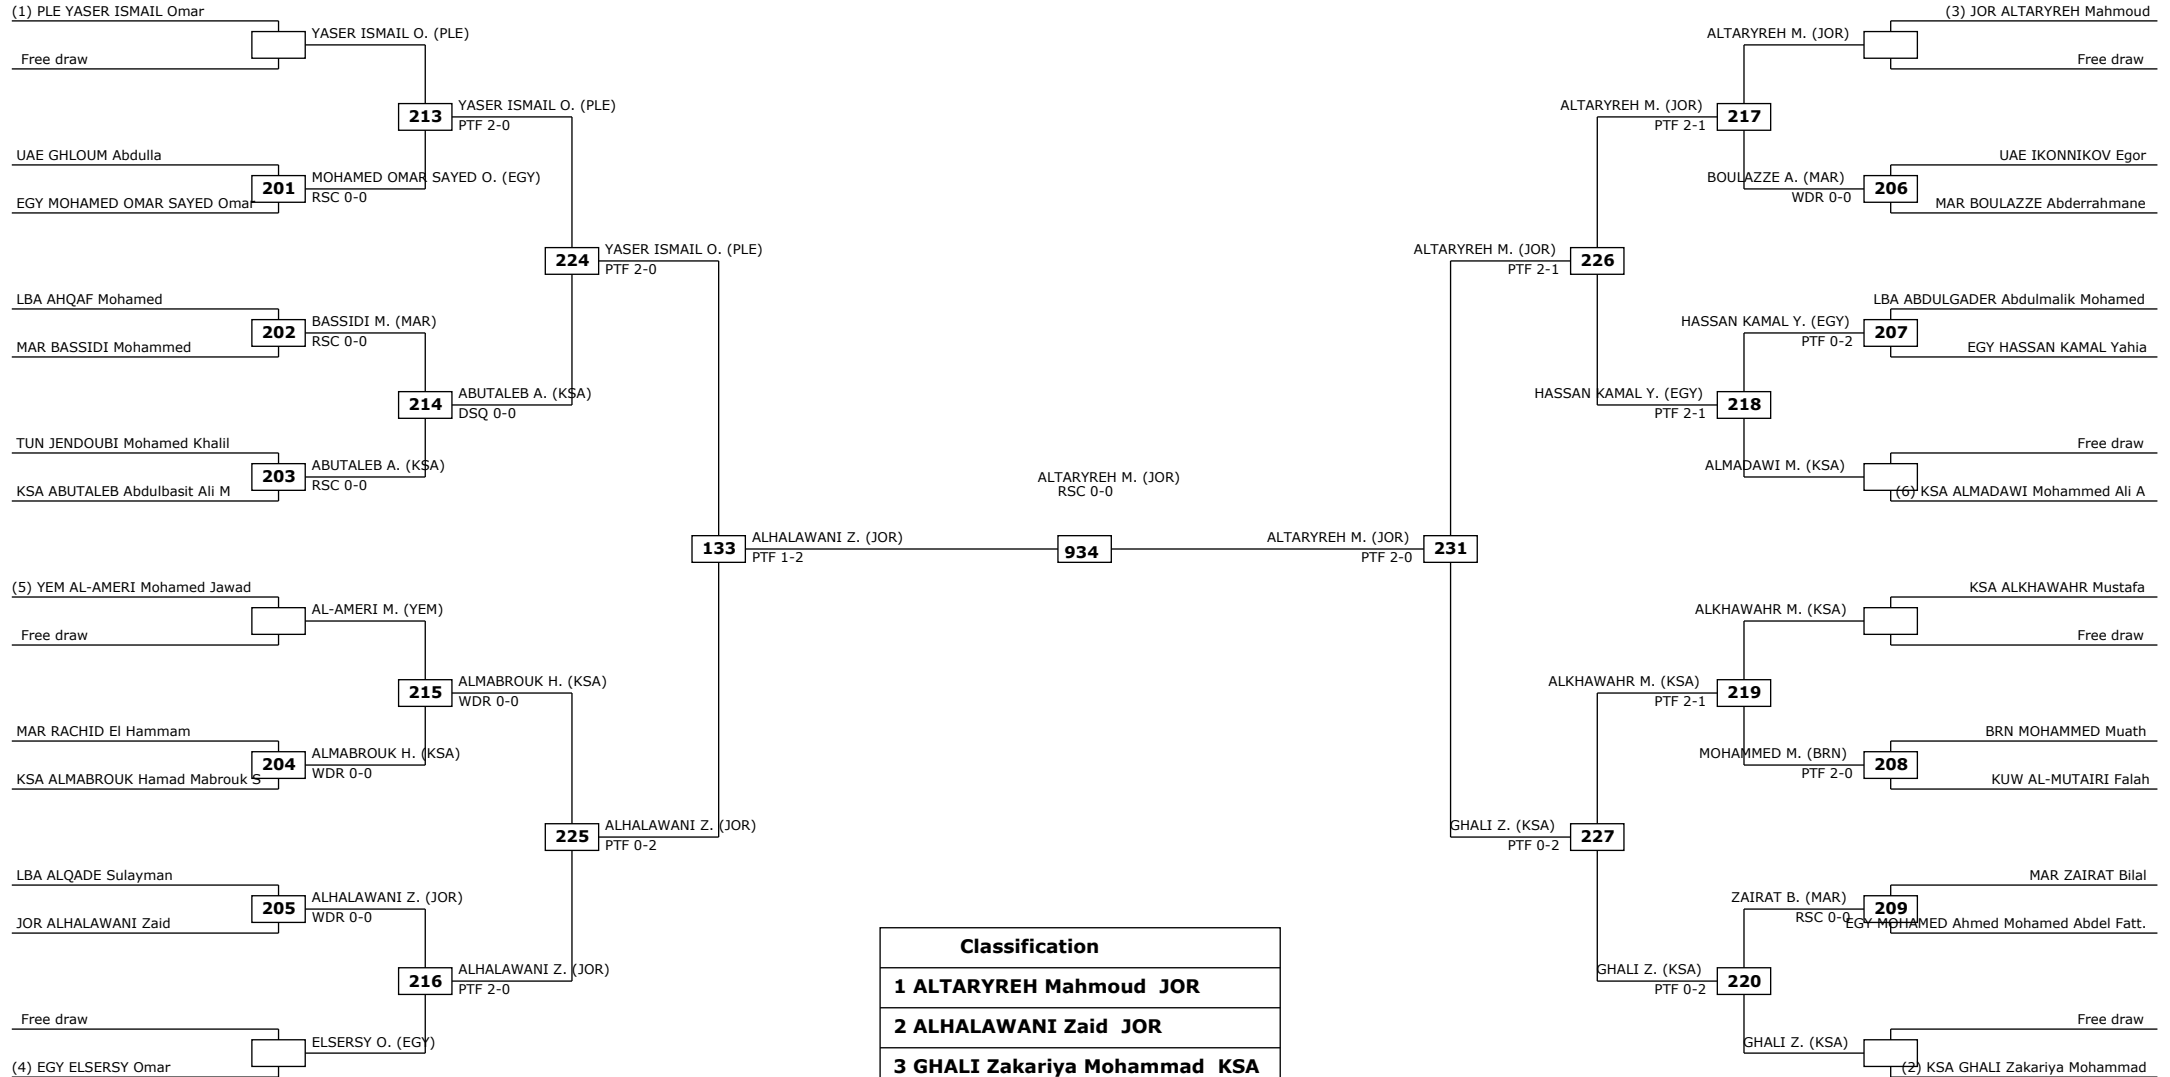 (1) PLE YASER ISMAIL Omar
YASER ISMAIL O. (PLE)
Free draw
213
YASER ISMAIL O. (PLE)
PTF 2-0
UAE GHLOUM Abdulla
201
MOHAMED OMAR SAYED O. (EGY)
RSC 0-0
EGY MOHAMED OMAR SAYED Omar
224
YASER ISMAIL O. (PLE)
PTF 2-0
LBA AHQAF Mohamed
202
BASSIDI M. (MAR)
RSC 0-0
MAR BASSIDI Mohammed
214
ABUTALEB A. (KSA)
DSQ 0-0
TUN JENDOUBI Mohamed Khalil
203
ABUTALEB A. (KSA)
RSC 0-0
KSA ABUTALEB Abdulbasit Ali M
133
ALHALAWANI Z. (JOR)
PTF 1-2
(5) YEM AL-AMERI Mohamed Jawad
AL-AMERI M. (YEM)
Free draw
215
ALMABROUK H. (KSA)
WDR 0-0
MAR RACHID El Hammam
204
ALMABROUK H. (KSA)
WDR 0-0
KSA ALMABROUK Hamad Mabrouk S
225
ALHALAWANI Z. (JOR)
PTF 0-2
LBA ALQADE Sulayman
205
ALHALAWANI Z. (JOR)
WDR 0-0
JOR ALHALAWANI Zaid
216
ALHALAWANI Z. (JOR)
PTF 2-0
Free draw
ELSERSY O. (EGY)
(4) EGY ELSERSY Omar
ALTARYREH M. (JOR)
RSC 0-0
934
(3) JOR ALTARYREH Mahmoud
ALTARYREH M. (JOR)
Free draw
ALTARYREH M. (JOR)
PTF 2-1
217
UAE IKONNIKOV Egor
BOULAZZE A. (MAR)
WDR 0-0
206
MAR BOULAZZE Abderrahmane
ALTARYREH M. (JOR)
PTF 2-1
226
LBA ABDULGADER Abdulmalik Mohamed
HASSAN KAMAL Y. (EGY)
PTF 0-2
207
EGY HASSAN KAMAL Yahia
HASSAN KAMAL Y. (EGY)
PTF 2-1
218
Free draw
ALMADAWI M. (KSA)
(6) KSA ALMADAWI Mohammed Ali A
ALTARYREH M. (JOR)
PTF 2-0
231
KSA ALKHAWAHR Mustafa
ALKHAWAHR M. (KSA)
Free draw
ALKHAWAHR M. (KSA)
PTF 2-1
219
BRN MOHAMMED Muath
MOHAMMED M. (BRN)
PTF 2-0
208
KUW AL-MUTAIRI Falah
GHALI Z. (KSA)
PTF 0-2
227
MAR ZAIRAT Bilal
ZAIRAT B. (MAR)
RSC 0-0
209
EGY MOHAMED Ahmed Mohamed Abdel Fatt.
GHALI Z. (KSA)
PTF 0-2
220
Free draw
GHALI Z. (KSA)
(2) KSA GHALI Zakariya Mohammad
Classification
1 ALTARYREH Mahmoud JOR
2 ALHALAWANI Zaid JOR
3 GHALI Zakariya Mohammad KSA